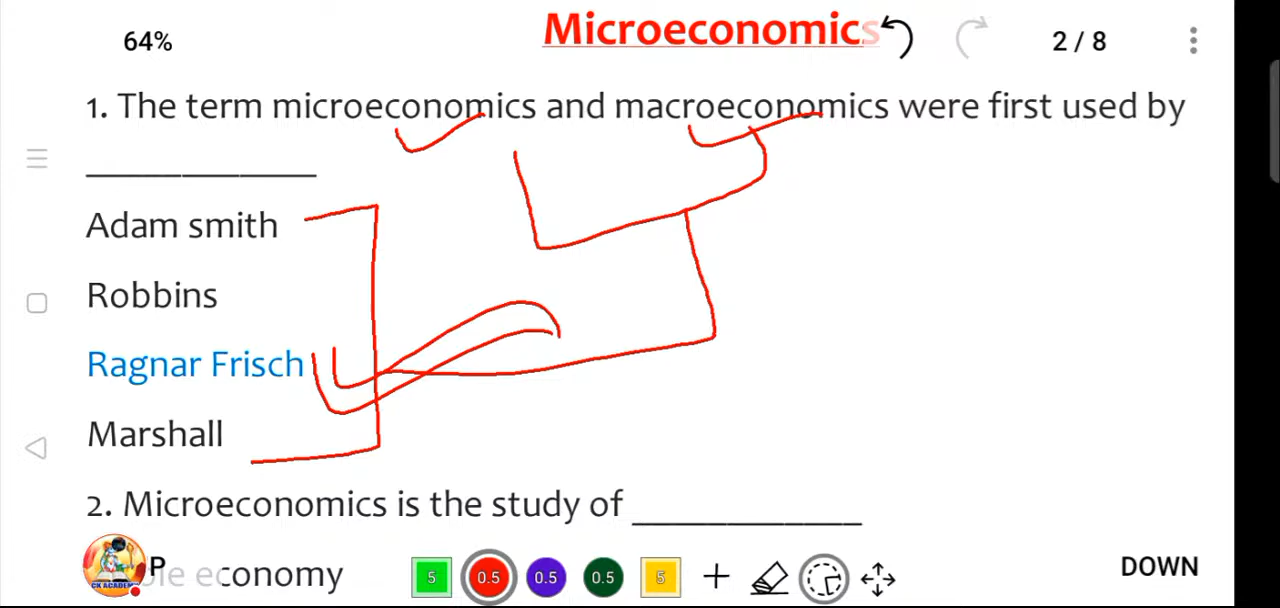 64%
Microeconomics
2 / 8
1. The term microeconomics and macroeconomics were first used by
____________
Adam smith
Robbins
Ragnar Frisch
Marshall
2. Microeconomics is the study of ____________
P
economy
5 0.5 0.5 0.5 5
DOWN